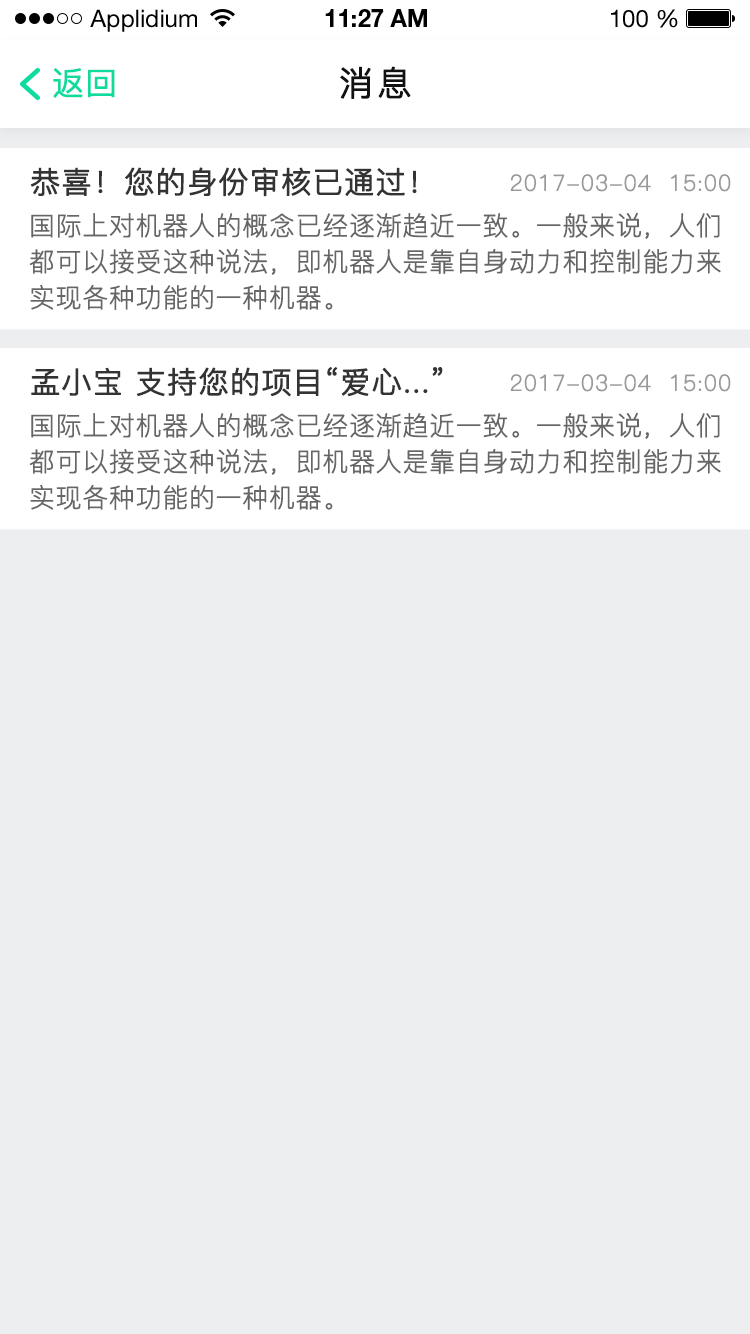 Applidium 11:27 AM 100 %
返回 消息
恭喜！您的身份审核已通过！ 2017-03-04 15:00
国际上对机器人的概念已经逐渐趋近一致。一般来说，人们
都可以接受这种说法，即机器人是靠自身动力和控制能力来
实现各种功能的一种机器。
孟小宝 支持您的项目“爱心...” 2017-03-04 15:00
国际上对机器人的概念已经逐渐趋近一致。一般来说，人们
都可以接受这种说法，即机器人是靠自身动力和控制能力来
实现各种功能的一种机器。